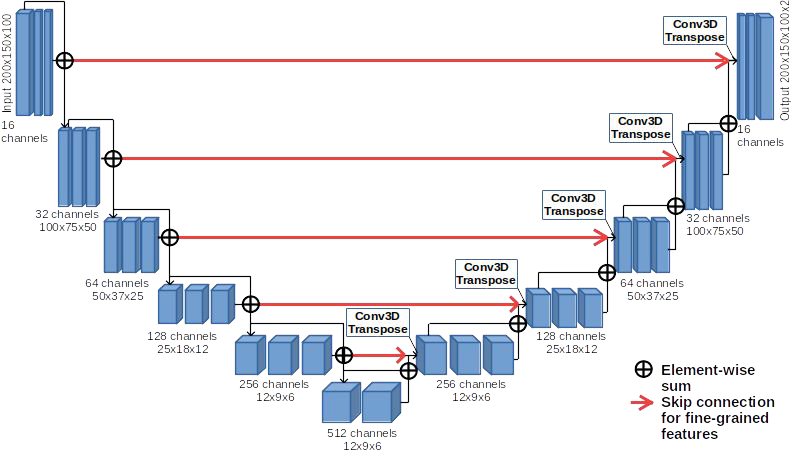 Input 200x150x100
16
channels
32 channels
100x75x50
64 channels
50x37x25
128 channels
25x18x12
256 channels
12x9x6
512 channels
12x9x6
Conv3D
Transpose
256 channels
12x9x6
Conv3D
Transpose
128 channels
25x18x12
Conv3D
Transpose
64 channels
50x37x25
Conv3D
Transpose
32 channels
100x75x50
Conv3D
Transpose
16
channels
Output 200x150x100x2
Element-wise
sum
Skip connection
for fine-grained
features